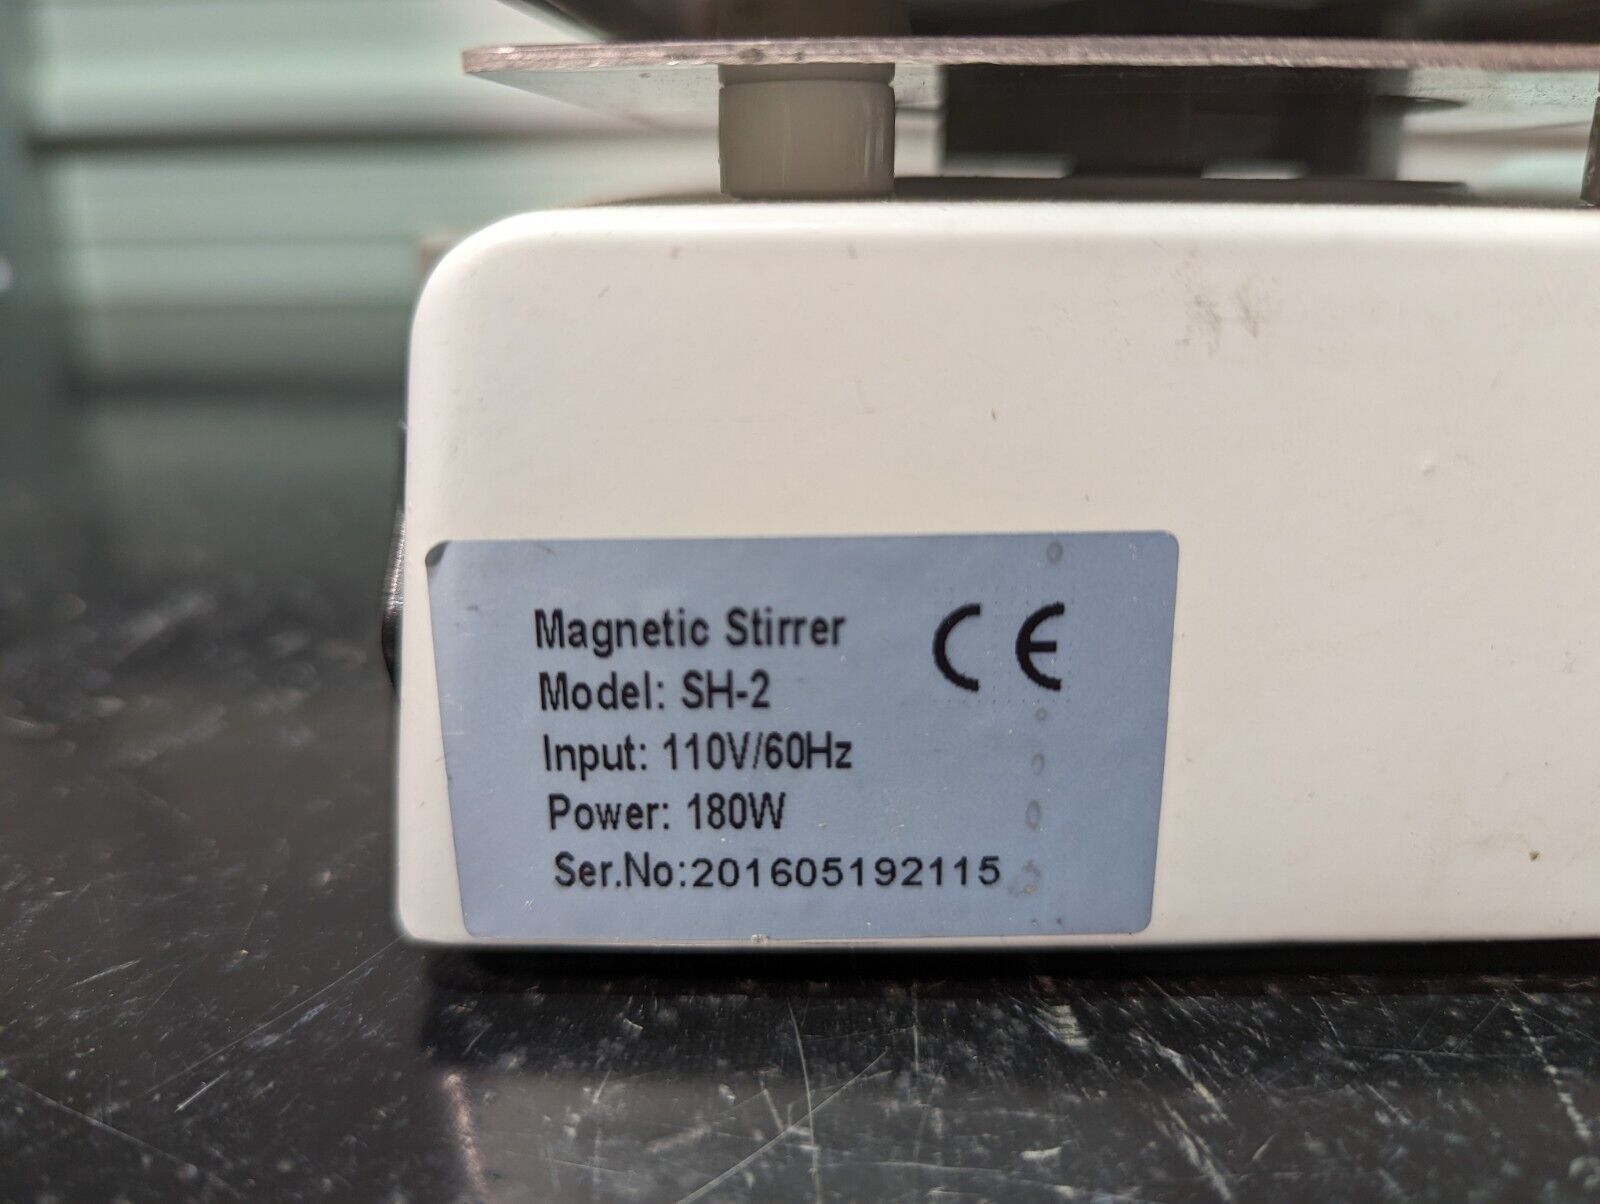 Magnetic Stirrer CE
Model: SH-2
Input: 110V/60Hz
Power: 180W
Ser.No:201605192115